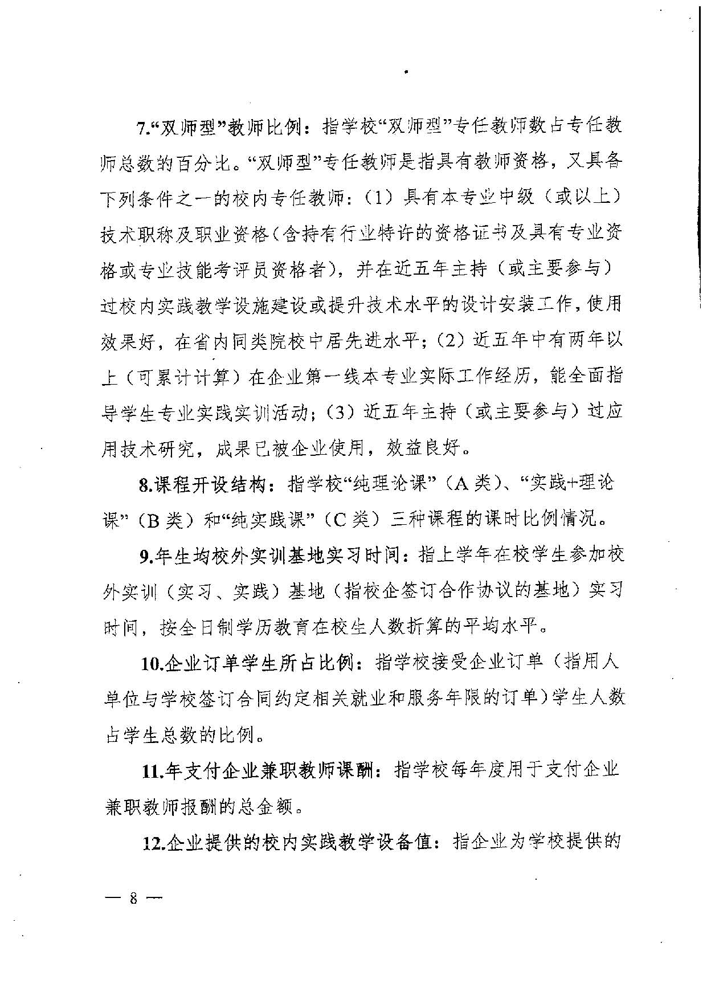 7.“双师型”教师比例：指学校“双师型”专任教师数占专任教
师总数的百分比。“双师型”专任教师是指具有教师资格，又具备
下列条件之一的校内专任教师：（1）具有本专业中级（或以上）
技术职称及职业资格（含持有行业特许的资格证书及具有专业资
格或专业技能考评员资格者），并在近五年主持（或主要参与）
过校内实践教学设施建设或提升技术水平的设计安装工作，使用
效果好，在省内同类院校中居先进水平；（2）近五年中有两年以
上（可累计计算）在企业第一线本专业实际工作经历，能全面指
导学生专业实践实训活动；（3）近五年主持（或主要参与）过应
用技术研究，成果已被企业使用，效益良好。
8.课程开设结构：指学校“纯理论课”（A 类）、“实践+理论
课”（B 类）和“纯实践课”（C 类）三种课程的课时比例情况。
9.年生均校外实训基地实习时间：指上学年在校学生参加校
外实训（实习、实践）基地（指校企签订合作协议的基地）实习
时间，按全日制学历教育在校生人数折算的平均水平。
10.企业订单学生所占比例：指学校接受企业订单（指用人
单位与学校签订合同约定相关就业和服务年限的订单）学生人数
占学生总数的比例。
11.年支付企业兼职教师课酬：指学校每年度用于支付企业
兼职教师报酬的总金额。
12.企业提供的校内实践教学设备值：指企业为学校提供的
— 8 —